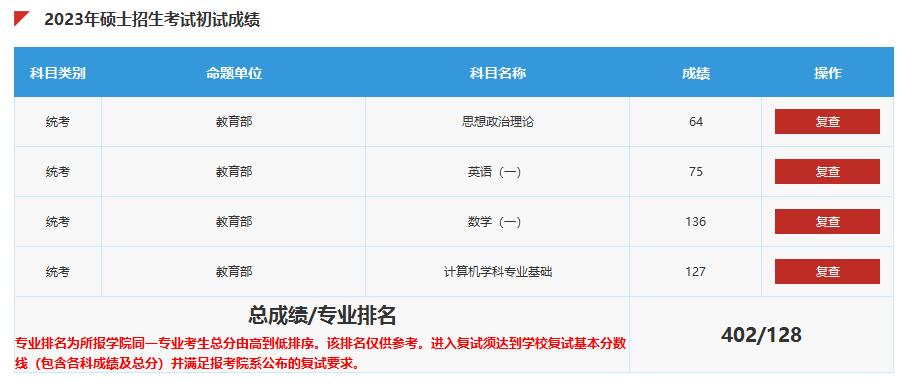 2023年硕士招生考试初试成绩
科目类别 命题单位 科目名称 成绩 操作
统考 教育部 思想政治理论 64 复查
统考 教育部 英语（一） 75 复查
统考 教育部 数学（一） 136 复查
统考 教育部 计算机学科专业基础 127 复查
总成绩/专业排名
专业排名为所报学院同一专业考生总分由高到低排序。该排名仅供参考。进入复试须达到学校复试基本分数
线（包含各科成绩及总分）并满足报考院系公布的复试要求。
402/128